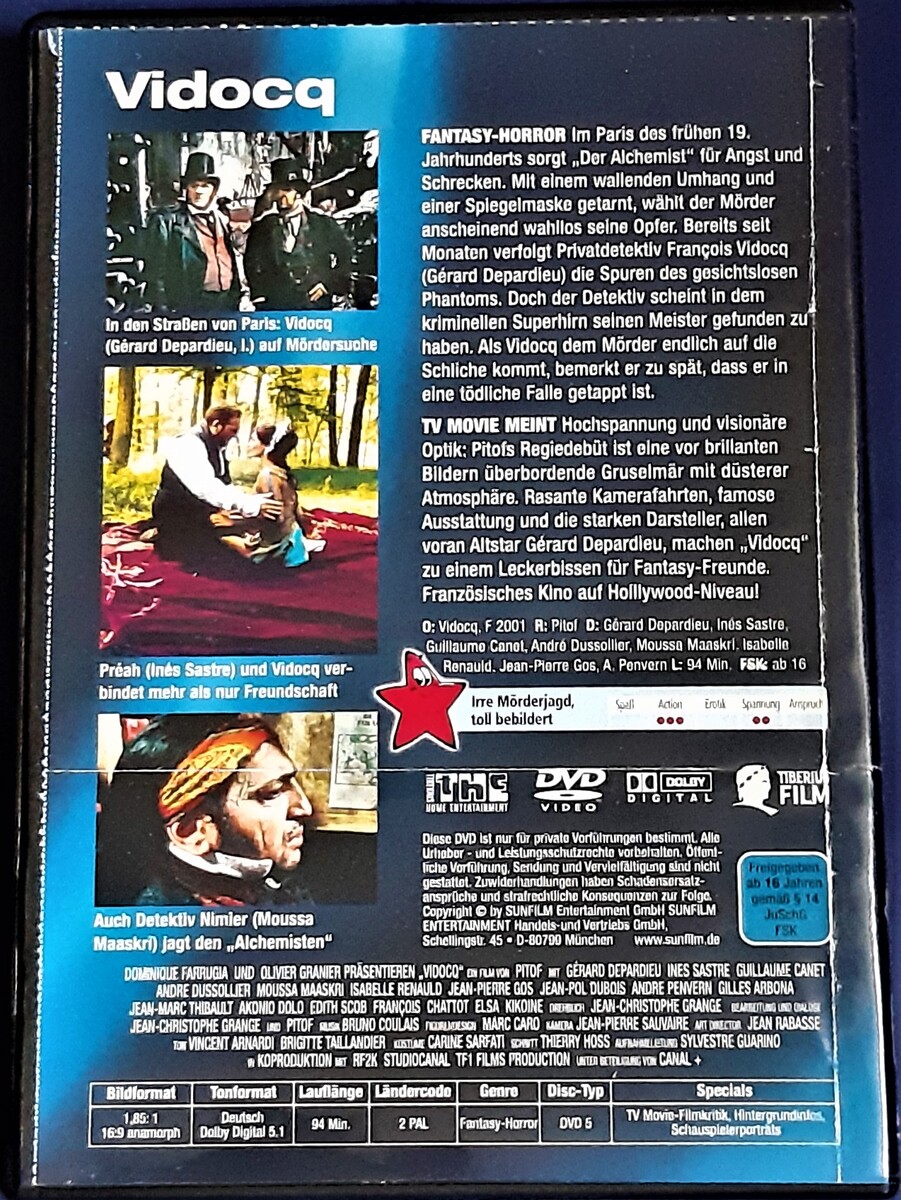 Vidocq
In den Straßen von Paris: Vidocq
(Gérard Depardieu, l.) auf Mördersuche
Préah (Inés Sastre) und Vidocq ver-
bindet mehr als nur Freundschaft
Auch Detektiv Nimier (Moussa
Maaskri) jagt den „Alchemisten“
FANTASY-HORROR Im Paris des frühen 19.
Jahrhunderts sorgt „Der Alchemist“ für Angst und
Schrecken. Mit einem wallenden Umhang und
einer Spiegelmaske getarnt, wählt der Mörder
anscheinend wahllos seine Opfer. Bereits seit
Monaten verfolgt Privatdetektiv François Vidocq
(Gérard Depardieu) die Spuren des gesichtslosen
Phantoms. Doch der Detektiv scheint in dem
kriminellen Superhirn seinen Meister gefunden zu
haben. Als Vidocq dem Mörder endlich auf die
Schliche kommt, bemerkt er zu spät, dass er in
eine tödliche Falle getappt ist.
TV MOVIE MEINT Hochspannung und visionäre
Optik: Pitofs Regiedebüt ist eine vor brillanten
Bildern überbordende Gruselmär mit düsterer
Atmosphäre. Rasante Kamerafahrten, famose
Ausstattung und die starken Darsteller, allen
voran Altstar Gérard Depardieu, machen „Vidocq“
zu einem Leckerbissen für Fantasy-Freunde.
Französisches Kino auf Hollywood-Niveau!
O: Vidocq, F 2001 R: Pitof D: Gérard Depardieu, Inés Sastre,
Guillaume Canet, André Dussollier, Moussa Maaskri, Isabelle
Renauld, Jean-Pierre Gos, A. Penvern L: 94 Min. FSK: ab 16
Irre Mörderjagd,
toll bebildert
Spaß Action Erotik Spannung Anspruch
THE HOME ENTERTAINMENT
DVD VIDEO
DOLBY DIGITAL
TIBERIU
FILM
Diese DVD ist nur für private Vorführungen bestimmt. Alle
Urheber - und Leistungsschutzrechte vorbehalten. Öffent-
liche Vorführung, Sendung und Vervielfältigung sind nicht
gestattet. Zuwiderhandlungen haben Schadensersatz-
ansprüche und strafrechtliche Konsequenzen zur Folge.
Copyright © by SUNFILM Entertainment GmbH SUNFILM
ENTERTAINMENT Handels-und Vertriebs GmbH,
Schellingstr. 45 • D-80799 München www.sunfilm.de
Freigegeben
ab 16 Jahren
gemäß § 14
JuSchG
FSK
DOMINIQUE FARRUGIA UND OLIVIER GRANIER PRÄSENTIEREN „VIDOCQ“ EIN FILM VON PITOF MIT GÉRARD DEPARDIEU INES SASTRE GUILLAUME CANET
ANDRE DUSSOLLIER MOUSSA MAASKRI ISABELLE RENAULD JEAN-PIERRE GOS JEAN-POL DUBOIS ANDRE PENVERN GILLES ARBONA
JEAN-MARC THIBAULT AKONIO DOLO EDITH SCOB FRANÇOIS CHATTOT ELSA KIKOINE DREHBUCH JEAN-CHRISTOPHE GRANGE BEARBEITUNG UND DIALOGE
JEAN-CHRISTOPHE GRANGE UND PITOF MUSIK BRUNO COULAIS FIGURENDESIGN MARC CARO KAMERA JEAN-PIERRE SAUVAIRE ART DIRECTOR JEAN RABASSE
TON VINCENT ARNARDI BRIGITTE TAILLANDIER KOSTÜME CARINE SARFATI SCHNITT THIERRY HOSS AUFNAHMELEITUNG SYLVESTRE GUARINO
IN KOPRODUKTION MIT RF2K STUDIOCANAL TF1 FILMS PRODUCTION UNTER BETEILIGUNG VON CANAL +
Bildformat Tonformat Lauflänge Ländercode Genre Disc-Typ Specials
1,85: 1 Deutsch 94 Min. 2 PAL Fantasy-Horror DVD 5 TV Movie-Filmkritik, Hintergrundinfos,
16:9 anamorph Dolby Digital 5.1 Schauspielerporträts